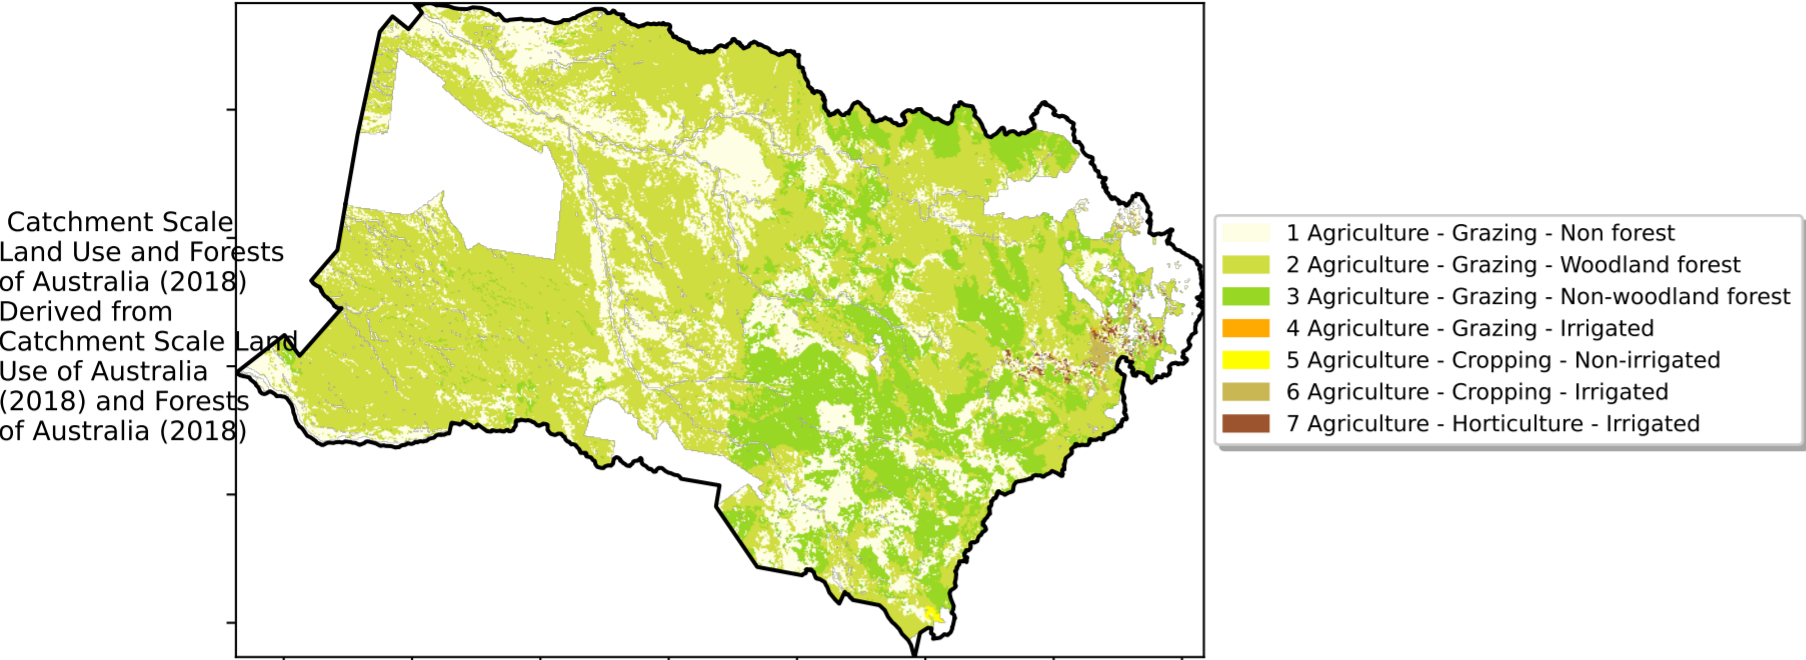 Catchment Scale
Land Use and Forests
of Australia (2018)
Derived from
Catchment Scale Land
Use of Australia
(2018) and Forests
of Australia (2018)
1 Agriculture - Grazing - Non forest
2 Agriculture - Grazing - Woodland forest
3 Agriculture - Grazing - Non-woodland forest
4 Agriculture - Grazing - Irrigated
5 Agriculture - Cropping - Non-irrigated
6 Agriculture - Cropping - Irrigated
7 Agriculture - Horticulture - Irrigated